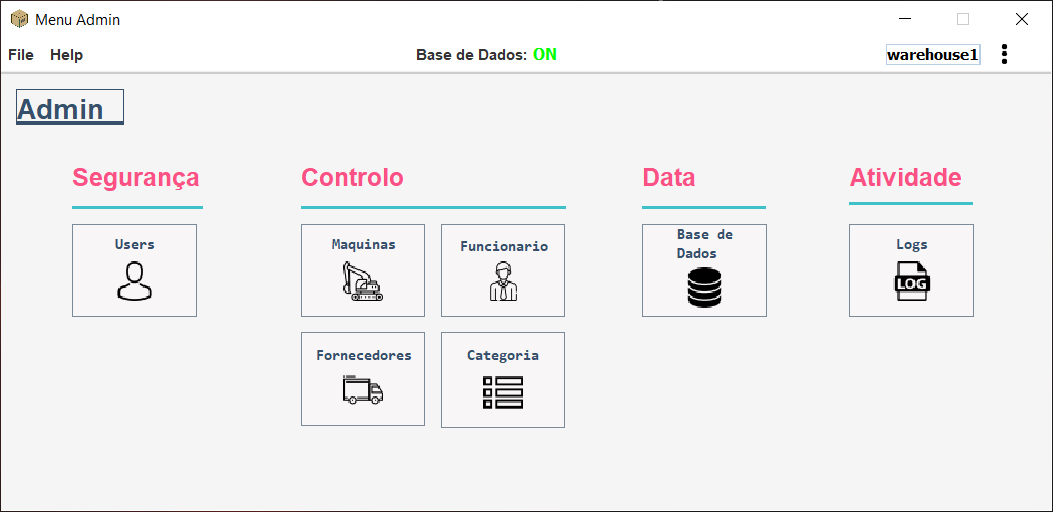 Menu Admin
File Help Base de Dados: ON warehouse1
Admin
Segurança Controlo Data Atividade
Users Maquinas Funcionario Base de
Dados Logs
LOG
Fornecedores Categoria